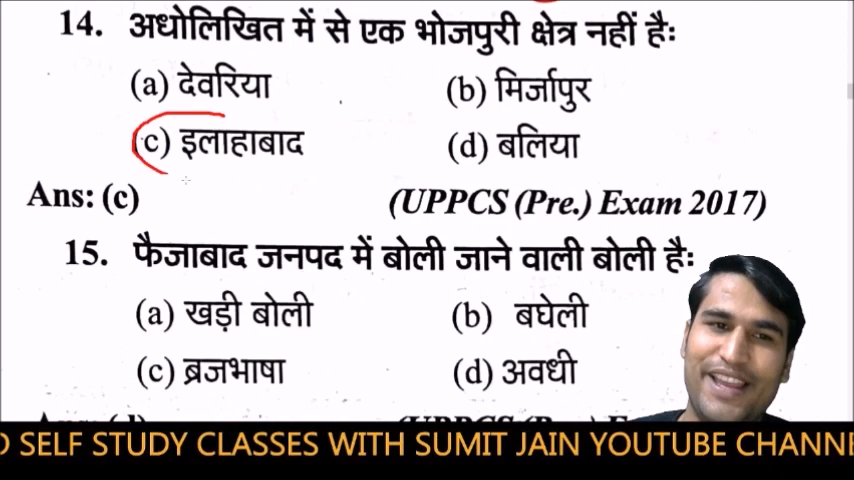 14. अधोलिखित में से एक भोजपुरी क्षेत्र नहीं हैः
(a) देवरिया (b) मिर्जापुर
(c) इलाहाबाद (d) बलिया
Ans: (c) (UPPCS (Pre.) Exam 2017)
15. फैजाबाद जनपद में बोली जाने वाली बोली हैः
(a) खड़ी बोली (b) बघेली
(c) ब्रजभाषा (d) अवधी
SELF STUDY CLASSES WITH SUMIT JAIN YOUTUBE